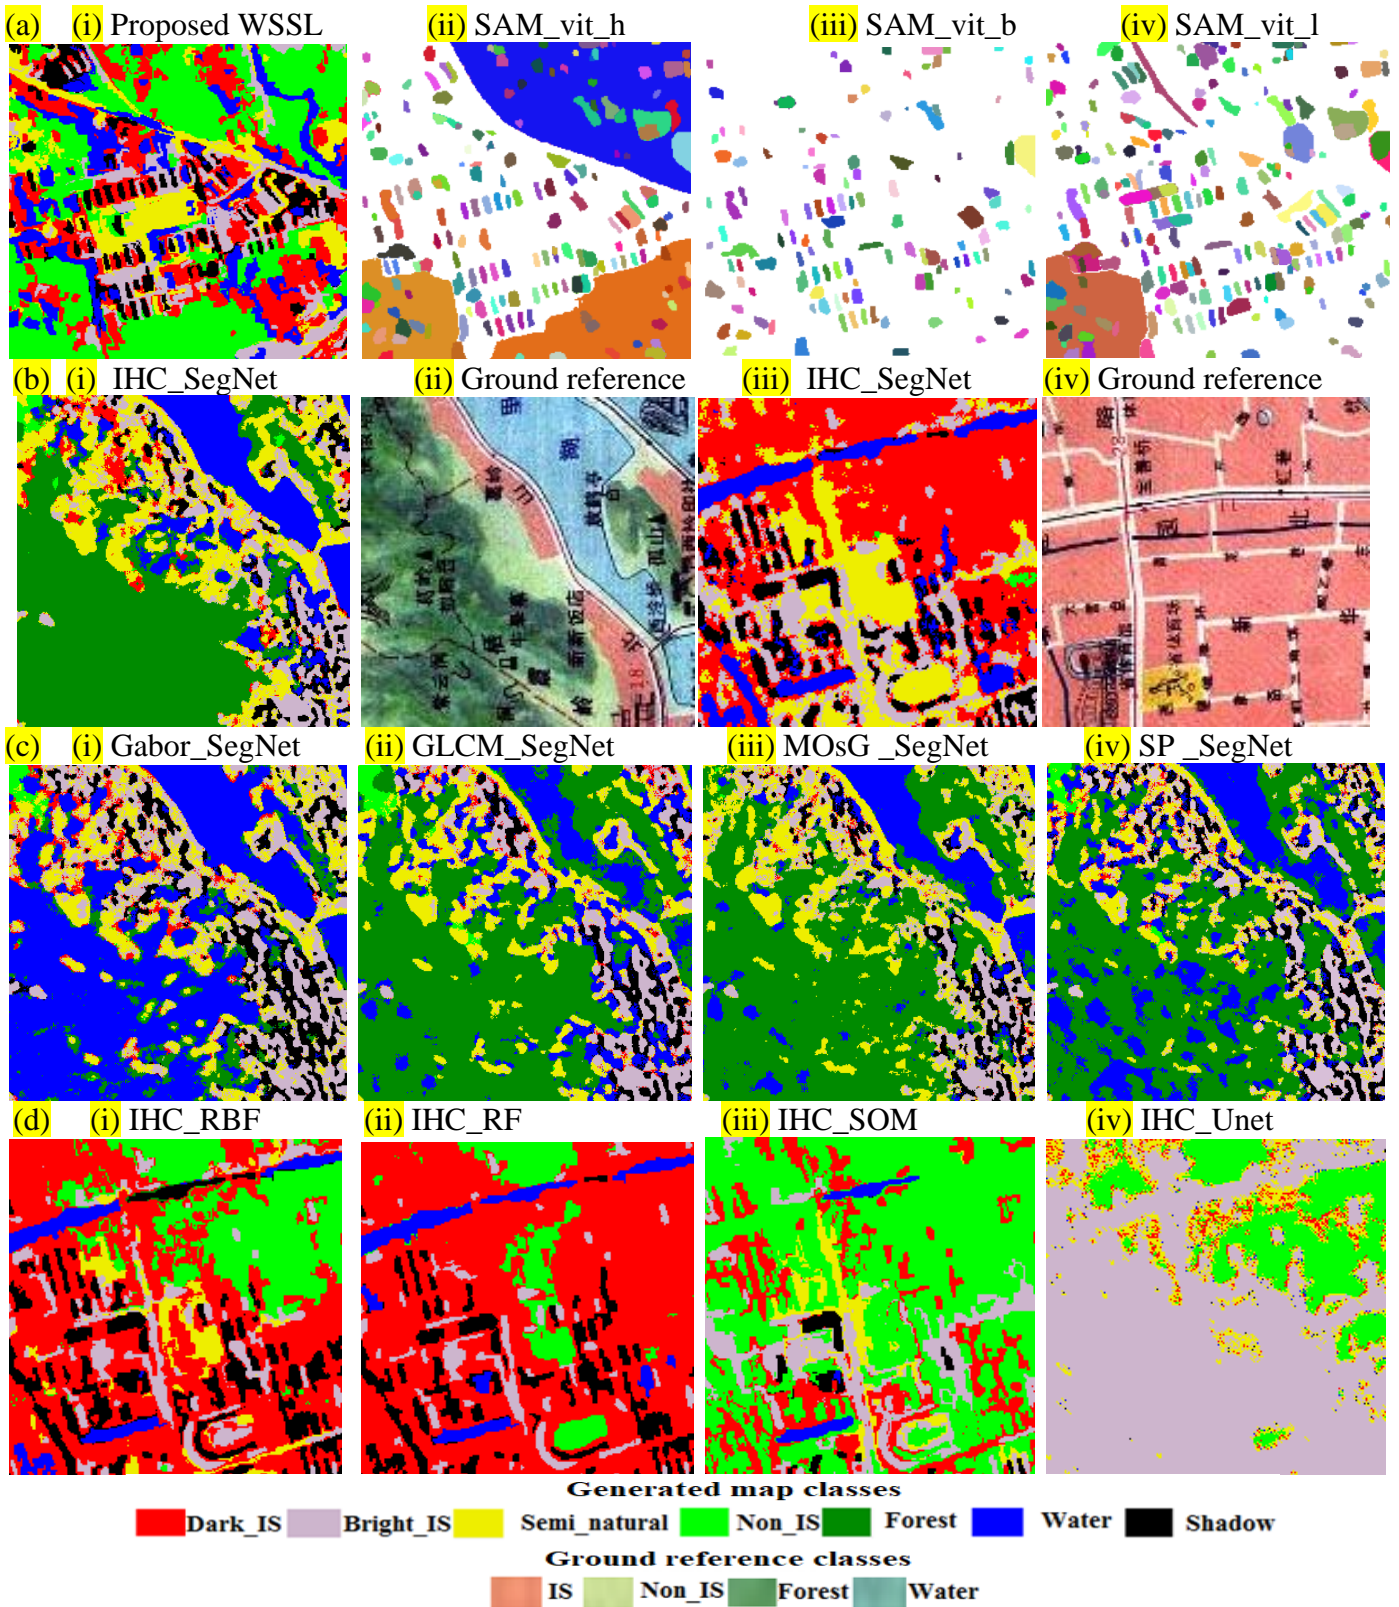 (a) (i) Proposed WSSL (ii) SAM_vit_h (iii) SAM_vit_b (iv) SAM_vit_l
(b) (i) IHC_SegNet (ii) Ground reference (iii) IHC_SegNet (iv) Ground reference
(c) (i) Gabor_SegNet (ii) GLCM_SegNet (iii) MOsG _SegNet (iv) SP _SegNet
(d) (i) IHC_RBF (ii) IHC_RF (iii) IHC_SOM (iv) IHC_Unet
Generated map classes
Dark_IS Bright_IS Semi_natural Non_IS Forest Water Shadow
Ground reference classes
IS Non_IS Forest Water